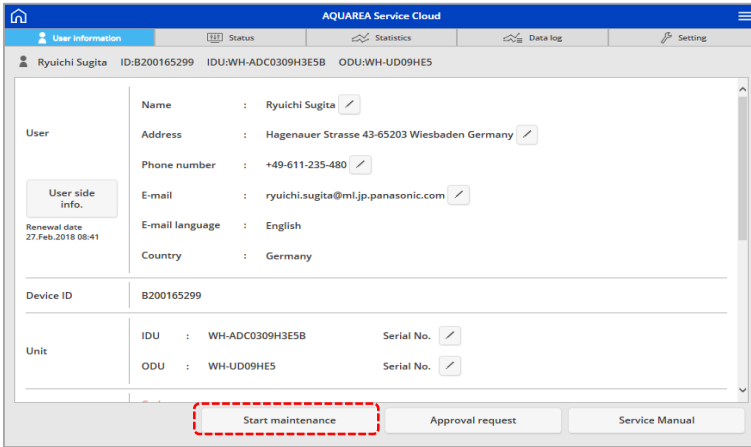 AQUAREA Service Cloud
User information Status Statistics Data log Setting
Ryuichi Sugita ID:B200165299 IDU:WH-ADC0309H3E5B ODU:WH-UD09HE5
User
User side
info.
Renewal date
27.Feb.2018 08:41
Name : Ryuichi Sugita
Address : Hagenauer Strasse 43-65203 Wiesbaden Germany
Phone number : +49-611-235-480
E-mail : ryuichi.sugita@ml.jp.panasonic.com
E-mail language : English
Country : Germany
Device ID B200165299
Unit
IDU : WH-ADC0309H3E5B Serial No.
ODU : WH-UD09HE5 Serial No.
Start maintenance Approval request Service Manual